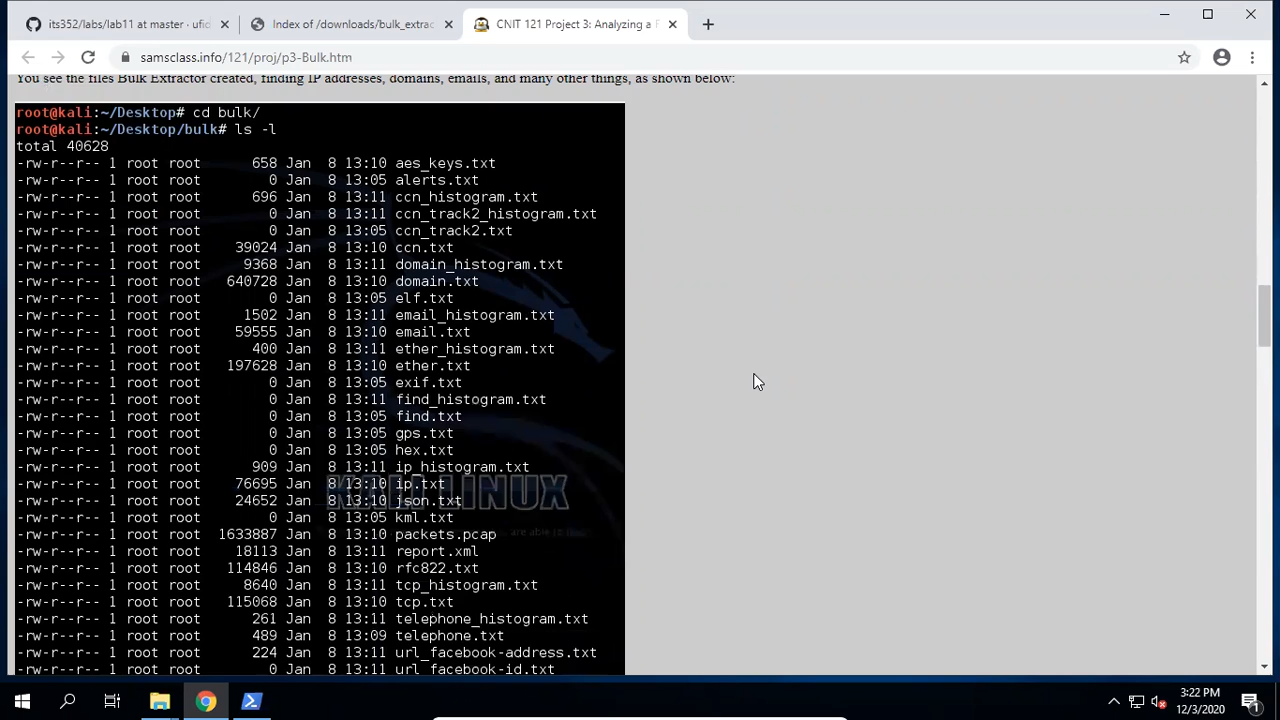 its352/labs/lab11 at master · ufid
Index of /downloads/bulk_extrac
CNIT 121 Project 3: Analyzing a F
samsclass.info/121/proj/p3-Bulk.htm
You see the files Bulk Extractor created, finding IP addresses, domains, emails, and many other things, as shown below:
root@kali:~/Desktop# cd bulk/
root@kali:~/Desktop/bulk# ls -l
total 40628
-rw-r--r-- 1 root root 658 Jan 8 13:10 aes_keys.txt
-rw-r--r-- 1 root root 0 Jan 8 13:05 alerts.txt
-rw-r--r-- 1 root root 696 Jan 8 13:11 ccn_histogram.txt
-rw-r--r-- 1 root root 0 Jan 8 13:11 ccn_track2_histogram.txt
-rw-r--r-- 1 root root 0 Jan 8 13:05 ccn_track2.txt
-rw-r--r-- 1 root root 39024 Jan 8 13:10 ccn.txt
-rw-r--r-- 1 root root 9368 Jan 8 13:11 domain_histogram.txt
-rw-r--r-- 1 root root 640728 Jan 8 13:10 domain.txt
-rw-r--r-- 1 root root 0 Jan 8 13:05 elf.txt
-rw-r--r-- 1 root root 1502 Jan 8 13:11 email_histogram.txt
-rw-r--r-- 1 root root 59555 Jan 8 13:10 email.txt
-rw-r--r-- 1 root root 400 Jan 8 13:11 ether_histogram.txt
-rw-r--r-- 1 root root 197628 Jan 8 13:10 ether.txt
-rw-r--r-- 1 root root 0 Jan 8 13:05 exif.txt
-rw-r--r-- 1 root root 0 Jan 8 13:11 find_histogram.txt
-rw-r--r-- 1 root root 0 Jan 8 13:05 find.txt
-rw-r--r-- 1 root root 0 Jan 8 13:05 gps.txt
-rw-r--r-- 1 root root 0 Jan 8 13:05 hex.txt
-rw-r--r-- 1 root root 909 Jan 8 13:11 ip_histogram.txt
-rw-r--r-- 1 root root 76695 Jan 8 13:10 ip.txt
-rw-r--r-- 1 root root 24652 Jan 8 13:10 json.txt
KALI LINUX
-rw-r--r-- 1 root root 0 Jan 8 13:05 kml.txt
-rw-r--r-- 1 root root 1633887 Jan 8 13:10 packets.pcap
-rw-r--r-- 1 root root 18113 Jan 8 13:11 report.xml
-rw-r--r-- 1 root root 114846 Jan 8 13:10 rfc822.txt
-rw-r--r-- 1 root root 8640 Jan 8 13:11 tcp_histogram.txt
-rw-r--r-- 1 root root 115068 Jan 8 13:10 tcp.txt
-rw-r--r-- 1 root root 261 Jan 8 13:11 telephone_histogram.txt
-rw-r--r-- 1 root root 489 Jan 8 13:09 telephone.txt
-rw-r--r-- 1 root root 224 Jan 8 13:11 url_facebook-address.txt
-rw-r--r-- 1 root root 0 Jan 8 13:11 url_facebook-id.txt
3:22 PM
12/3/2020
1